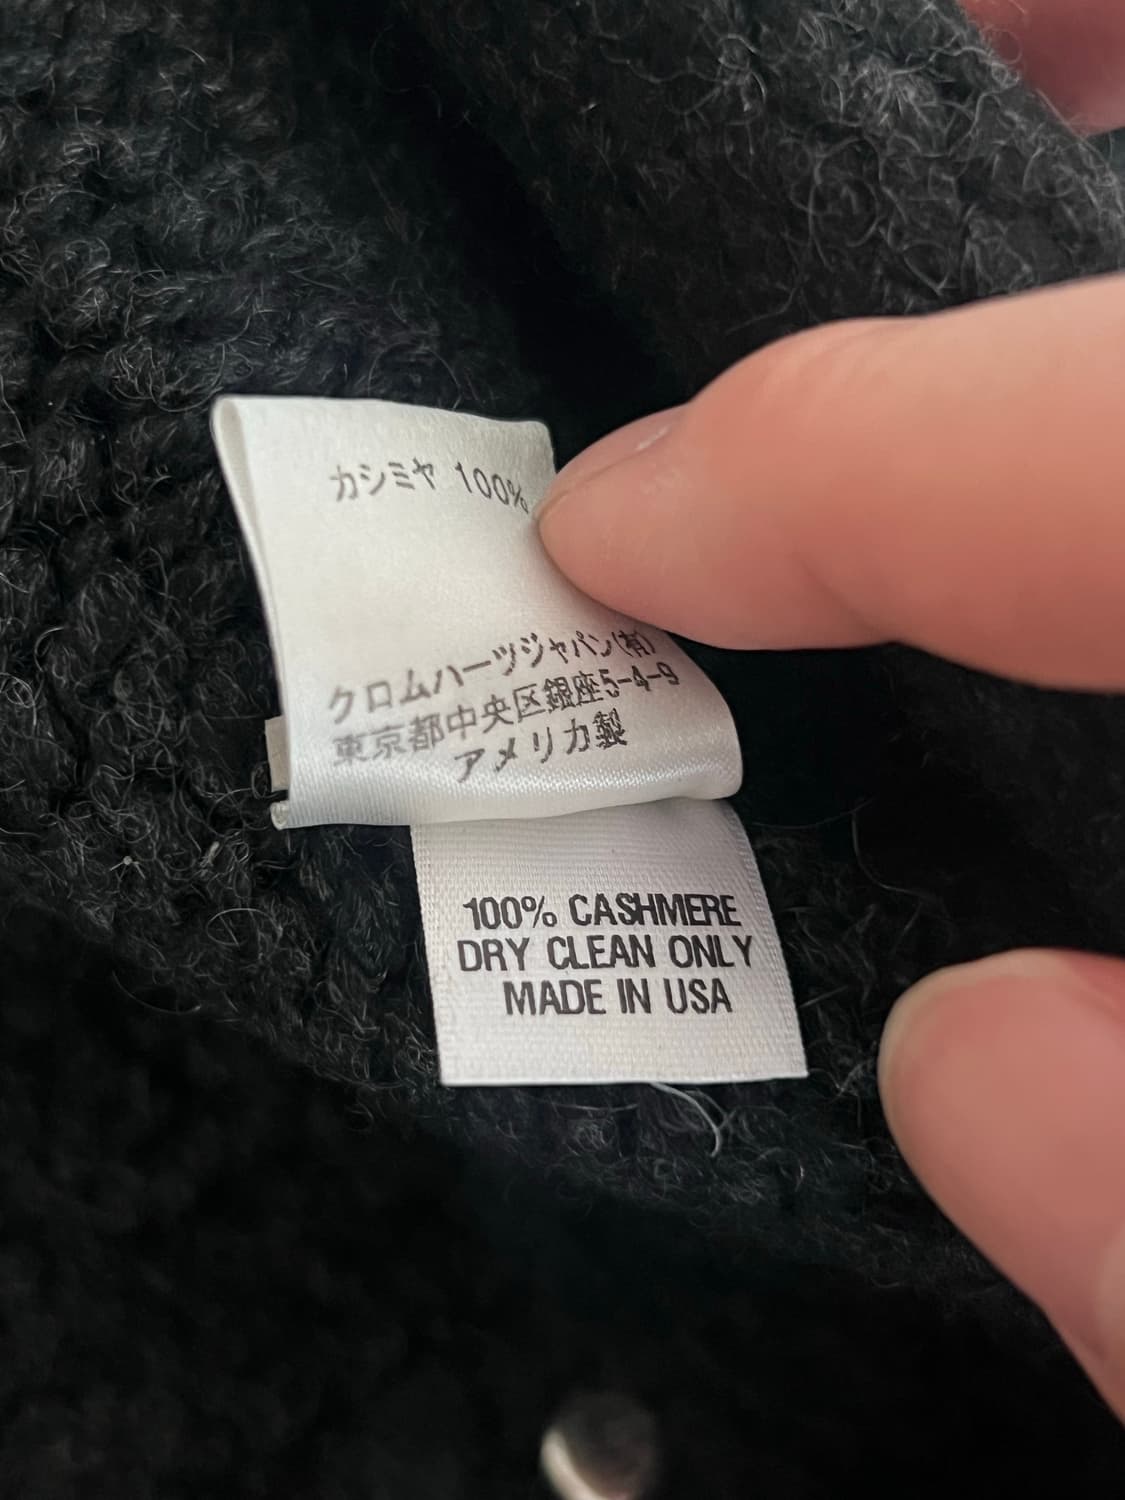 カシミヤ 100%
クロムハーツジャパン(有)
東京都中央区銀座5-4-9
アメリカ製
100% CASHMERE
DRY CLEAN ONLY
MADE IN USA